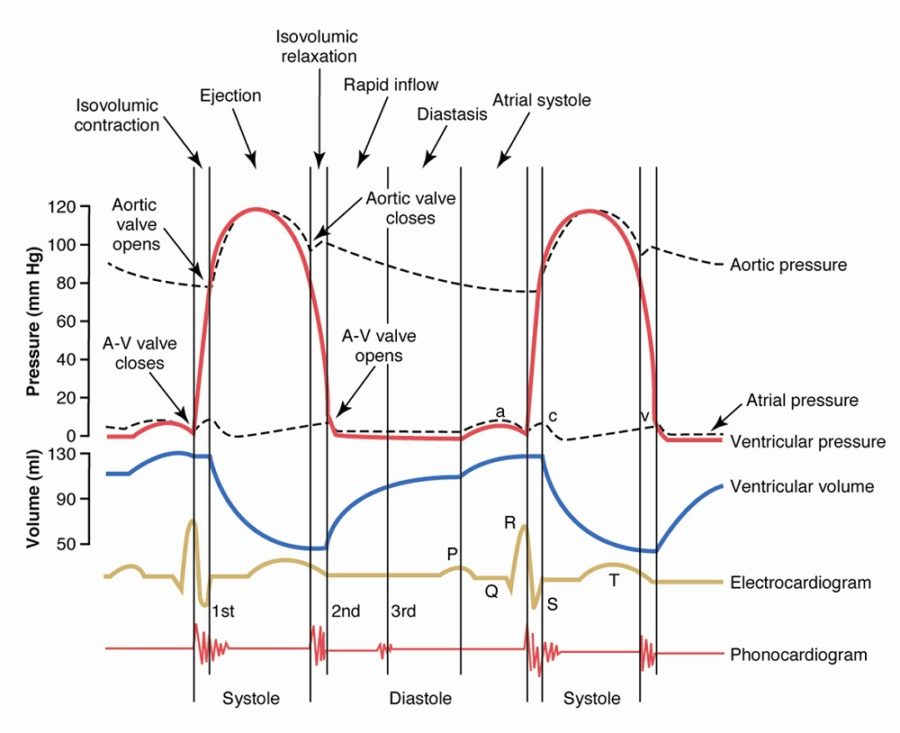 Isovolumic
relaxation
Ejection
Rapid inflow
Isovolumic
contraction
Diastasis
Atrial systole
120
100
80
60
40
20
0
Pressure (mm Hg)
Aortic
valve
opens
Aortic valve
closes
A-V valve
closes
A-V valve
opens
a
c
v
Aortic pressure
Atrial pressure
Ventricular pressure
130
90
50
Volume (ml)
Ventricular volume
R
P
Q
S
T
Electrocardiogram
1st
2nd
3rd
Phonocardiogram
Systole
Diastole
Systole